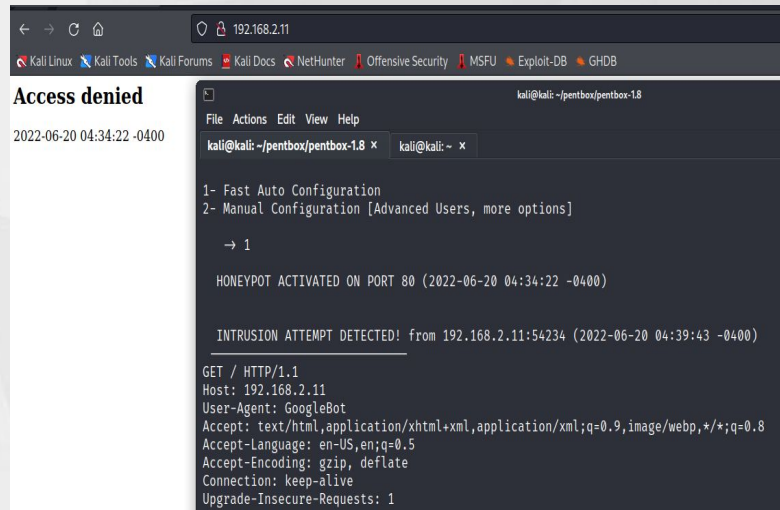 192.168.2.11
Kali Linux Kali Tools Kali Forums Kali Docs NetHunter Offensive Security MSFU Exploit-DB GHDB
Access denied
2022-06-20 04:34:22 -0400
kali@kali: ~/pentbox/pentbox-1.8
File Actions Edit View Help
kali@kali: ~/pentbox/pentbox-1.8 × kali@kali: ~ ×
1- Fast Auto Configuration
2- Manual Configuration [Advanced Users, more options]
→ 1
HONEYPOT ACTIVATED ON PORT 80 (2022-06-20 04:34:22 -0400)
INTRUSION ATTEMPT DETECTED! from 192.168.2.11:54234 (2022-06-20 04:39:43 -0400)
GET / HTTP/1.1
Host: 192.168.2.11
User-Agent: GoogleBot
Accept: text/html,application/xhtml+xml,application/xml;q=0.9,image/webp,*/*;q=0.8
Accept-Language: en-US,en;q=0.5
Accept-Encoding: gzip, deflate
Connection: keep-alive
Upgrade-Insecure-Requests: 1